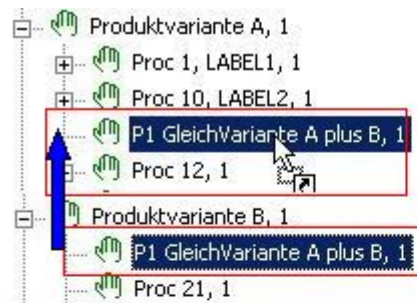 Produktvariante A, 1
Proc 1, LABEL1, 1
Proc 10, LABEL2, 1
P1 GleichVariante A plus B, 1
Proc 12, 1
Produktvariante B, 1
P1 GleichVariante A plus B, 1
Proc 21, 1